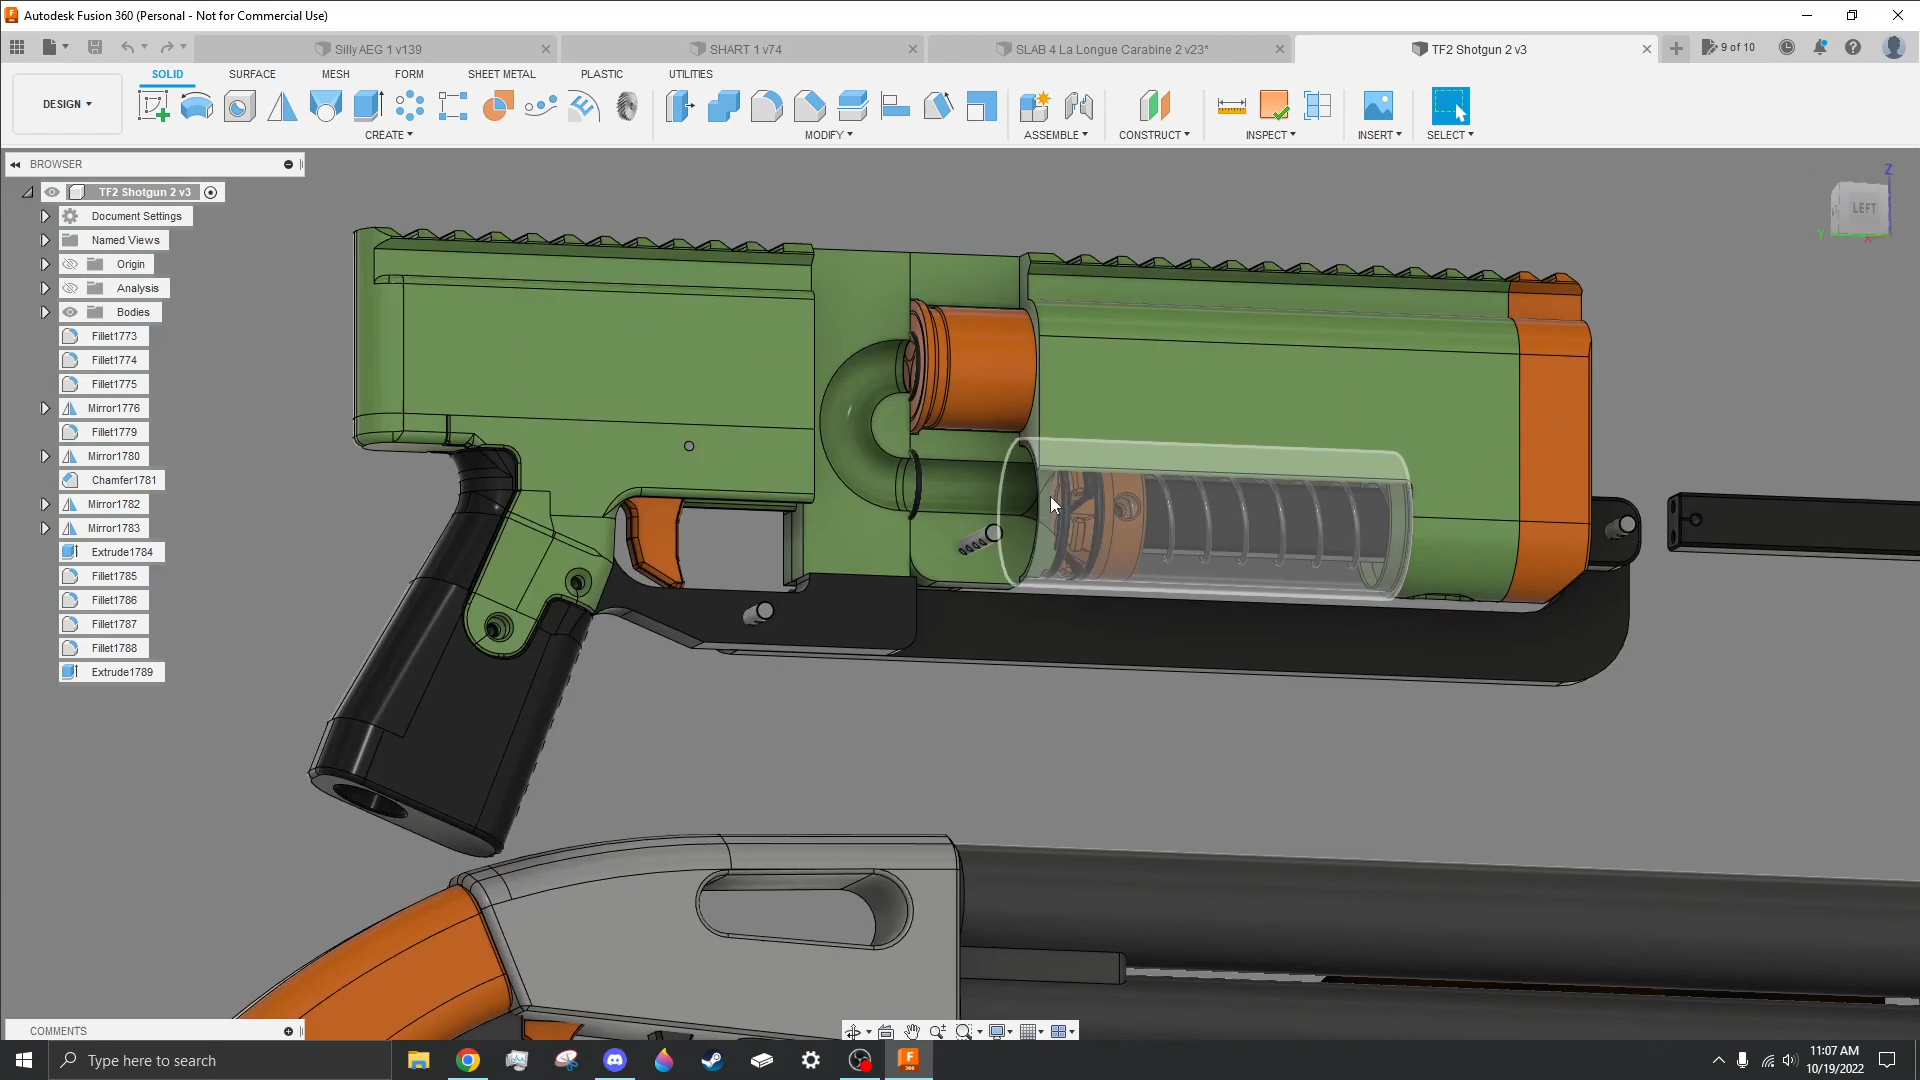 Autodesk Fusion 360 (Personal - Not for Commercial Use)
SillyAEG 1 v139
SHART 1 v74
SLAB 4 La Longue Carabine 2 v23*
TF2 Shotgun 2 v3
9 of 10
SOLID
SURFACE
MESH
FORM
SHEET METAL
PLASTIC
UTILITIES
DESIGN
CREATE
MODIFY
ASSEMBLE
CONSTRUCT
INSPECT
INSERT
SELECT
BROWSER
TF2 Shotgun 2 v3
Document Settings
Named Views
Origin
Analysis
Bodies
Fillet1773
Fillet1774
Fillet1775
Mirror1776
Fillet1779
Mirror1780
Chamfer1781
Mirror1782
Mirror1783
Extrude1784
Fillet1785
Fillet1786
Fillet1787
Fillet1788
Extrude1789
Z
LEFT
Y
X
COMMENTS
Type here to search
F
360
11:07 AM
10/19/2022